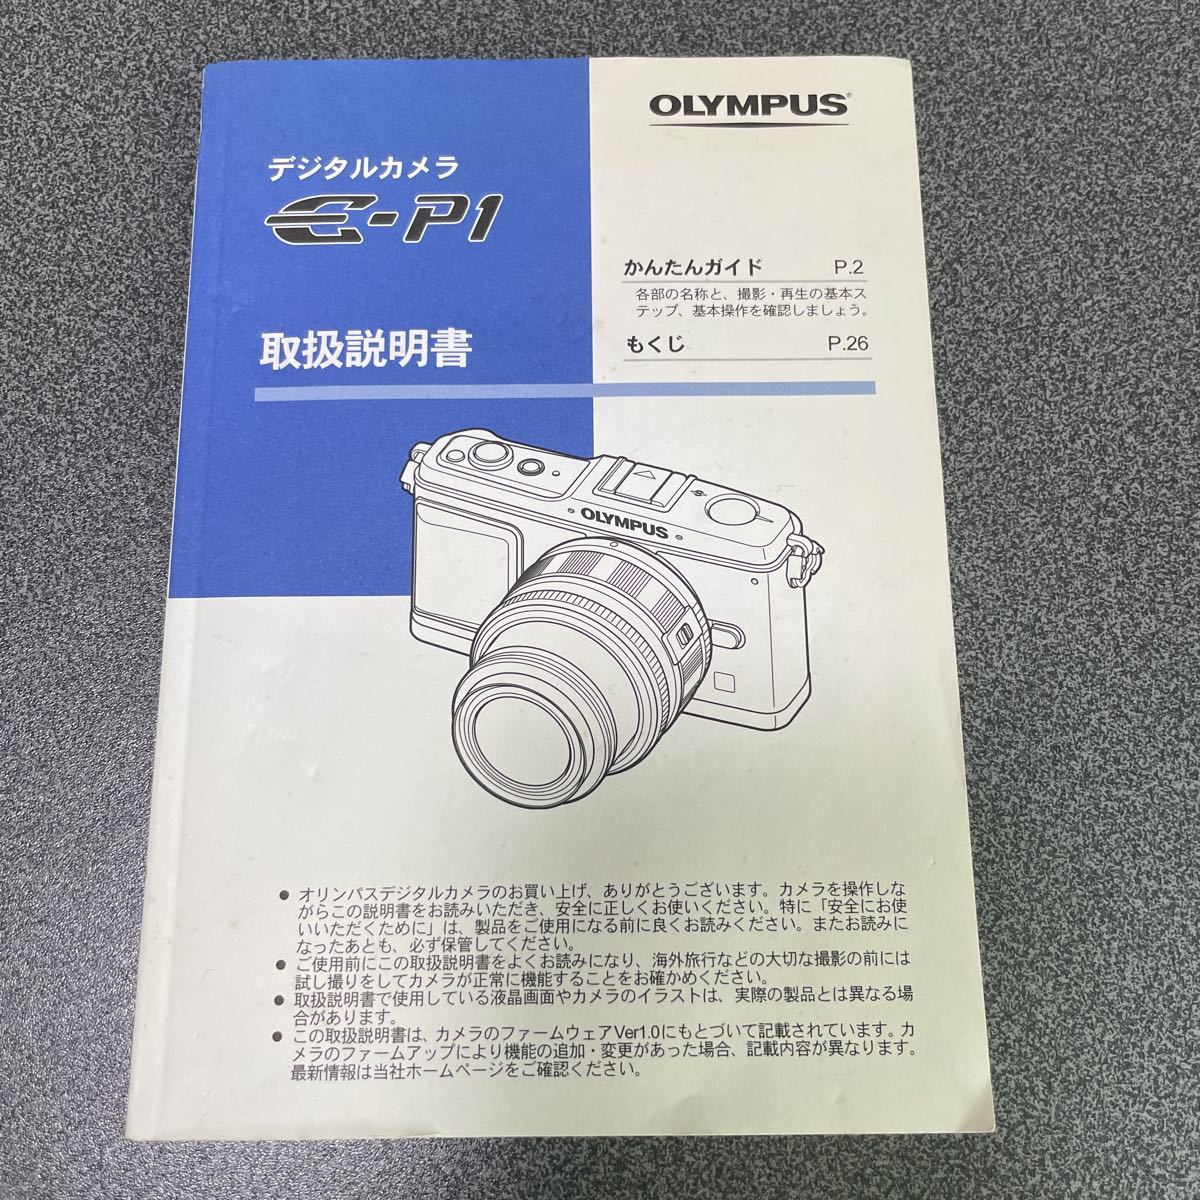 OLYMPUS®
デジタルカメラ
E-P1
取扱説明書
かんたんガイド P.2
各部の名称と、撮影・再生の基本ス
テップ、基本操作を確認しましょう。
もくじ P.26
OLYMPUS
● オリンパスデジタルカメラのお買い上げ、ありがとうございます。カメラを操作しな
がらこの説明書をお読みいただき、安全に正しくお使いください。特に「安全にお使
いいただくために」は、製品をご使用になる前に良くお読みください。またお読みに
なったあとも、必ず保管してください。
● ご使用前にこの取扱説明書をよくお読みになり、海外旅行などの大切な撮影の前には
試し撮りをしてカメラが正常に機能することをお確かめください。
● 取扱説明書で使用している液晶画面やカメラのイラストは、実際の製品とは異なる場
合があります。
● この取扱説明書は、カメラのファームウェアVer1.0にもとづいて記載されています。カ
メラのファームアップにより機能の追加・変更があった場合、記載内容が異なります。
最新情報は当社ホームページをご確認ください。